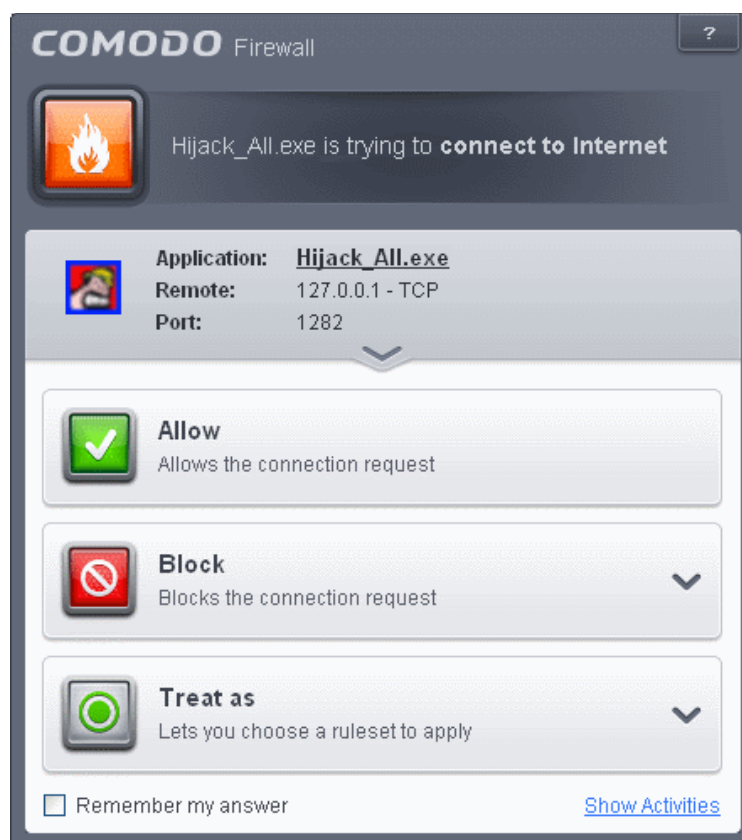 COMODO Firewall
?
Hijack_All.exe is trying to connect to Internet
Application: Hijack_All.exe
Remote: 127.0.0.1 - TCP
Port: 1282
Allow
Allows the connection request
Block
Blocks the connection request
Treat as
Lets you choose a ruleset to apply
Remember my answer
Show Activities